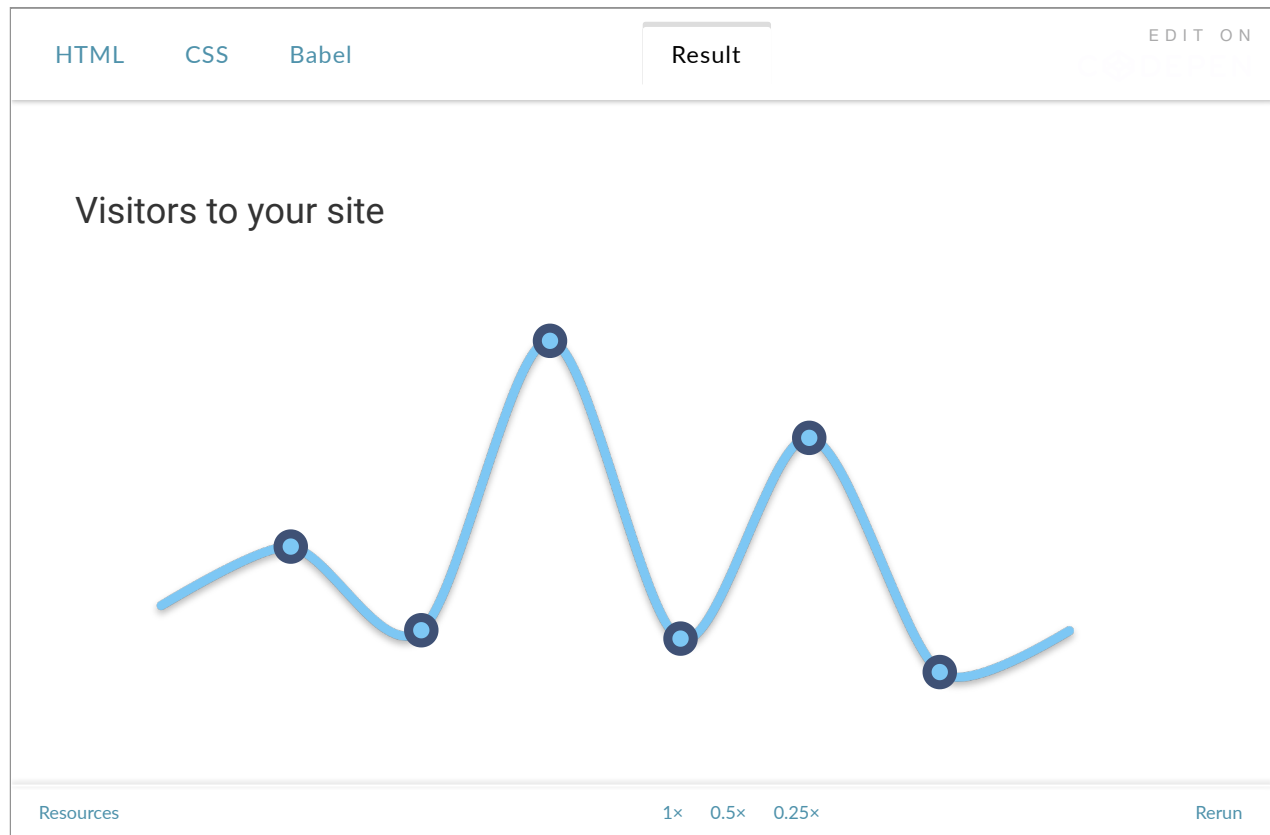 HTML CSS Babel Result EDIT ON
Visitors to your site
Resources 1× 0.5× 0.25× Rerun